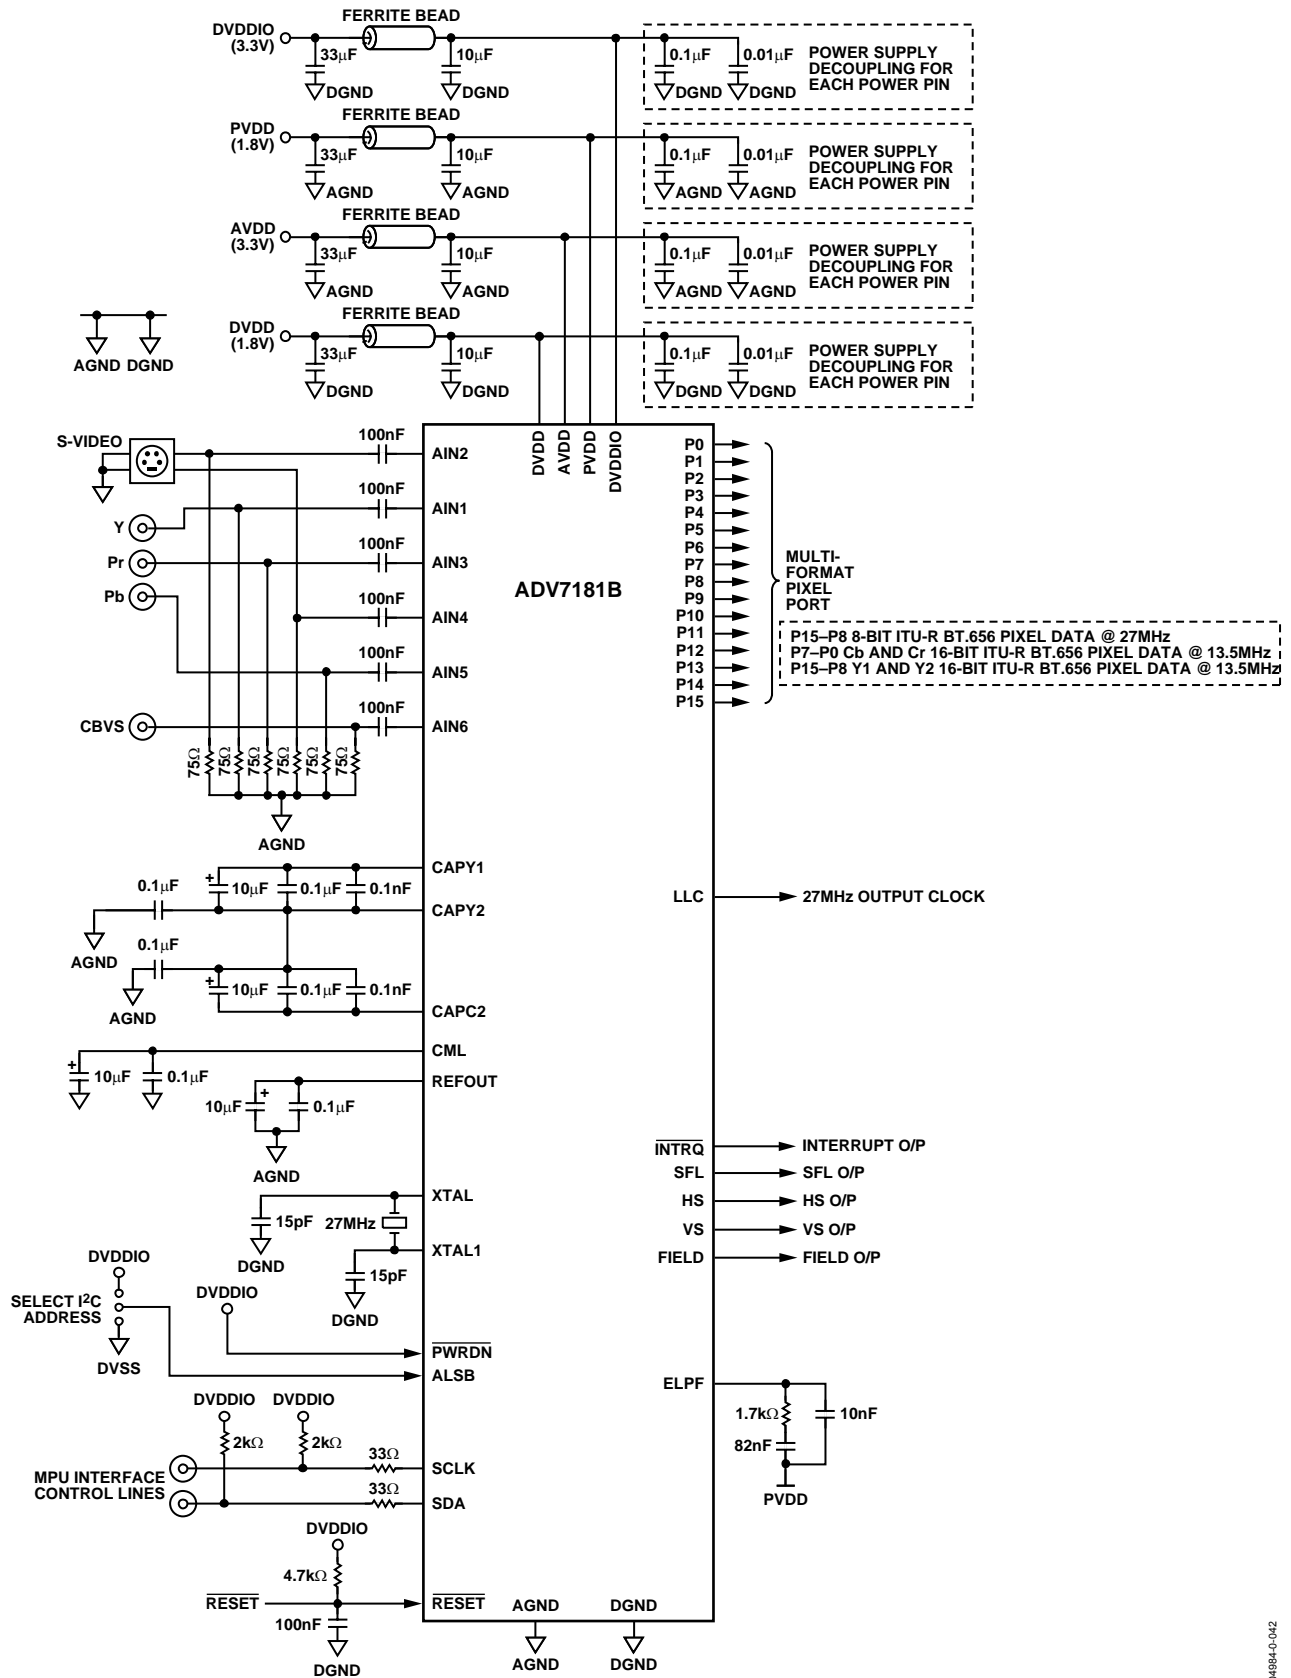 FERRITE BEAD
DVDDIO
(3.3V)
33µF
10µF
DGND
DGND
0.1µF
0.01µF
DGND
DGND
POWER SUPPLY
DECOUPLING FOR
EACH POWER PIN
FERRITE BEAD
PVDD
(1.8V)
33µF
10µF
AGND
AGND
0.1µF
0.01µF
AGND
AGND
POWER SUPPLY
DECOUPLING FOR
EACH POWER PIN
FERRITE BEAD
AVDD
(3.3V)
33µF
10µF
AGND
AGND
0.1µF
0.01µF
AGND
AGND
POWER SUPPLY
DECOUPLING FOR
EACH POWER PIN
FERRITE BEAD
DVDD
(1.8V)
33µF
10µF
DGND
DGND
0.1µF
0.01µF
DGND
DGND
POWER SUPPLY
DECOUPLING FOR
EACH POWER PIN
AGND
DGND
S-VIDEO
Y
Pr
Pb
CBVS
100nF
100nF
100nF
100nF
100nF
100nF
75Ω
75Ω
75Ω
75Ω
75Ω
75Ω
AGND
AIN2
AIN1
AIN3
AIN4
AIN5
AIN6
DVDD
AVDD
PVDD
DVDDIO
ADV7181B
P0
P1
P2
P3
P4
P5
P6
P7
P8
P9
P10
P11
P12
P13
P14
P15
MULTI-
FORMAT
PIXEL
PORT
P15–P8 8-BIT ITU-R BT.656 PIXEL DATA @ 27MHz
P7–P0 Cb AND Cr 16-BIT ITU-R BT.656 PIXEL DATA @ 13.5MHz
P15–P8 Y1 AND Y2 16-BIT ITU-R BT.656 PIXEL DATA @ 13.5MHz
CAPY1
0.1µF
10µF
0.1µF
0.1nF
CAPY2
AGND
0.1µF
AGND
10µF
0.1µF
0.1nF
CAPC2
LLC
27MHz OUTPUT CLOCK
CML
10µF
0.1µF
REFOUT
10µF
0.1µF
AGND
INTRQ
INTERRUPT O/P
SFL
SFL O/P
HS
HS O/P
VS
VS O/P
FIELD
FIELD O/P
XTAL
15pF
27MHz
DGND
XTAL1
15pF
DGND
DVDDIO
SELECT I2C
ADDRESS
DVSS
DVDDIO
PWRDN
ALSB
ELPF
1.7kΩ
10nF
82nF
PVDD
DVDDIO
DVDDIO
2kΩ
2kΩ
33Ω
SCLK
MPU INTERFACE
CONTROL LINES
33Ω
SDA
DVDDIO
4.7kΩ
RESET
RESET
100nF
DGND
AGND
DGND
AGND
DGND